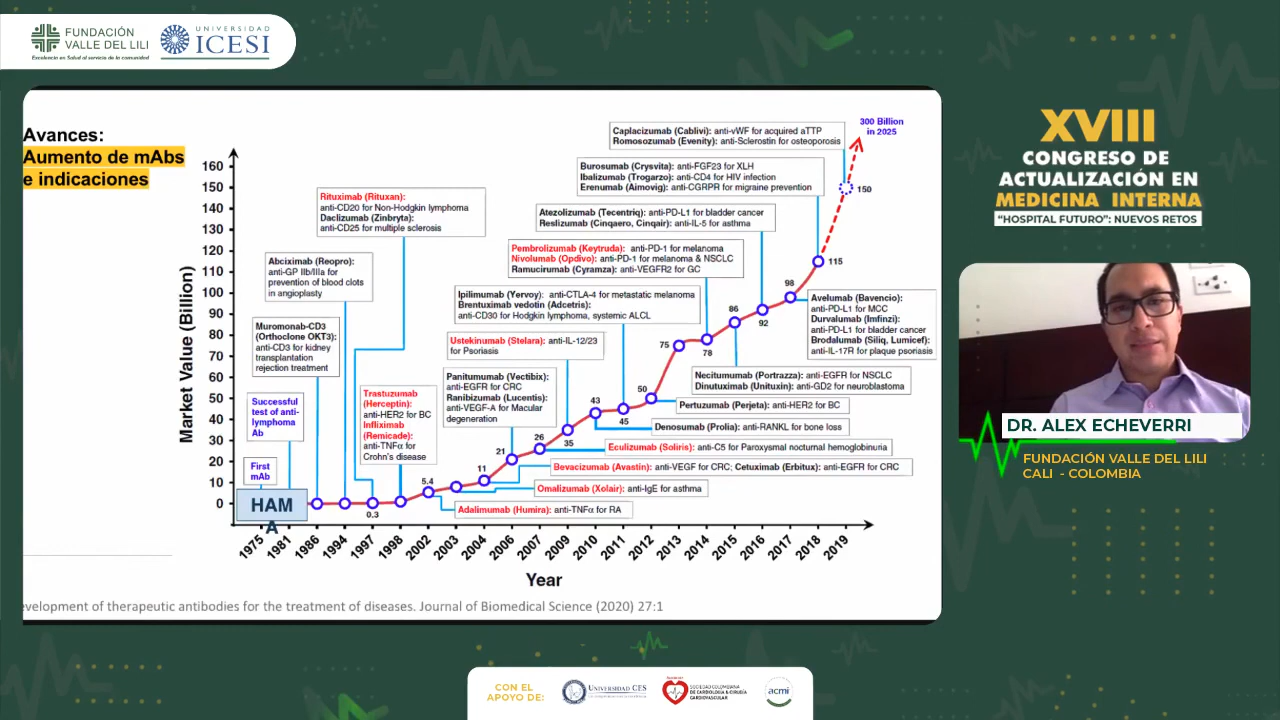 FUNDACIÓN
VALLE DEL LILI
Excelencia en Salud al servicio de la comunidad
UNIVERSIDAD
ICESI
Avances:
Aumento de mAbs
e indicaciones
Market Value (Billion)
160
150
140
130
120
110
100
90
80
70
60
50
40
30
20
10
0
First
mAb
HAM
A
Successful
test of anti-
lymphoma
Ab
Muromonab-CD3
(Orthoclone OKT3):
anti-CD3 for kidney
transplantation
rejection treatment
Abciximab (Reopro):
anti-GP IIb/IIIa for
prevention of blood clots
in angioplasty
Rituximab (Rituxan):
anti-CD20 for Non-Hodgkin lymphoma
Daclizumab (Zinbryta):
anti-CD25 for multiple sclerosis
Trastuzumab
(Herceptin):
anti-HER2 for BC
Infliximab
(Remicade):
anti-TNFα for
Crohn's disease
Adalimumab (Humira): anti-TNFα for RA
Omalizumab (Xolair): anti-IgE for asthma
Bevacizumab (Avastin): anti-VEGF for CRC; Cetuximab (Erbitux): anti-EGFR for CRC
Panitumumab (Vectibix):
anti-EGFR for CRC
Ranibizumab (Lucentis):
anti-VEGF-A for Macular
degeneration
Eculizumab (Soliris): anti-C5 for Paroxysmal nocturnal hemoglobinuria
Ustekinumab (Stelara): anti-IL-12/23
for Psoriasis
Denosumab (Prolia): anti-RANKL for bone loss
Ipilimumab (Yervoy): anti-CTLA-4 for metastatic melanoma
Brentuximab vedotin (Adcetris):
anti-CD30 for Hodgkin lymphoma, systemic ALCL
Pertuzumab (Perjeta): anti-HER2 for BC
Pembrolizumab (Keytruda): anti-PD-1 for melanoma
Nivolumab (Opdivo): anti-PD-1 for melanoma & NSCLC
Ramucirumab (Cyramza): anti-VEGFR2 for GC
Necitumumab (Portrazza): anti-EGFR for NSCLC
Dinutuximab (Unituxin): anti-GD2 for neuroblastoma
Atezolizumab (Tecentriq): anti-PD-L1 for bladder cancer
Reslizumab (Cinqaero, Cinqair): anti-IL-5 for asthma
Avelumab (Bavencio):
anti-PD-L1 for MCC
Durvalumab (Imfinzi):
anti-PD-L1 for bladder cancer
Brodalumab (Siliq, Lumicef):
anti-IL-17R for plaque psoriasis
Burosumab (Crysvita): anti-FGF23 for XLH
Ibalizumab (Trogarzo): anti-CD4 for HIV infection
Erenumab (Aimovig): anti-CGRPR for migraine prevention
Caplacizumab (Cablivi): anti-vWF for acquired aTTP
Romosozumab (Evenity): anti-Sclerostin for osteoporosis
300 Billion
in 2025
0.3
5.4
11
21
26
35
43
45
50
75
78
86
92
98
115
150
1975
1981
1986
1994
1997
1998
2002
2003
2004
2006
2007
2009
2010
2011
2012
2013
2014
2015
2016
2017
2018
2019
Year
evelopment of therapeutic antibodies for the treatment of diseases. Journal of Biomedical Science (2020) 27:1
XVIII
CONGRESO DE
ACTUALIZACIÓN EN
MEDICINA INTERNA
“HOSPITAL FUTURO”: NUEVOS RETOS
DR. ALEX ECHEVERRI
FUNDACIÓN VALLE DEL LILI
CALI - COLOMBIA
CON EL
APOYO DE:
UNIVERSIDAD CES
SOCIEDAD COLOMBIANA
DE CARDIOLOGÍA & CIRUGÍA
CARDIOVASCULAR
acmi